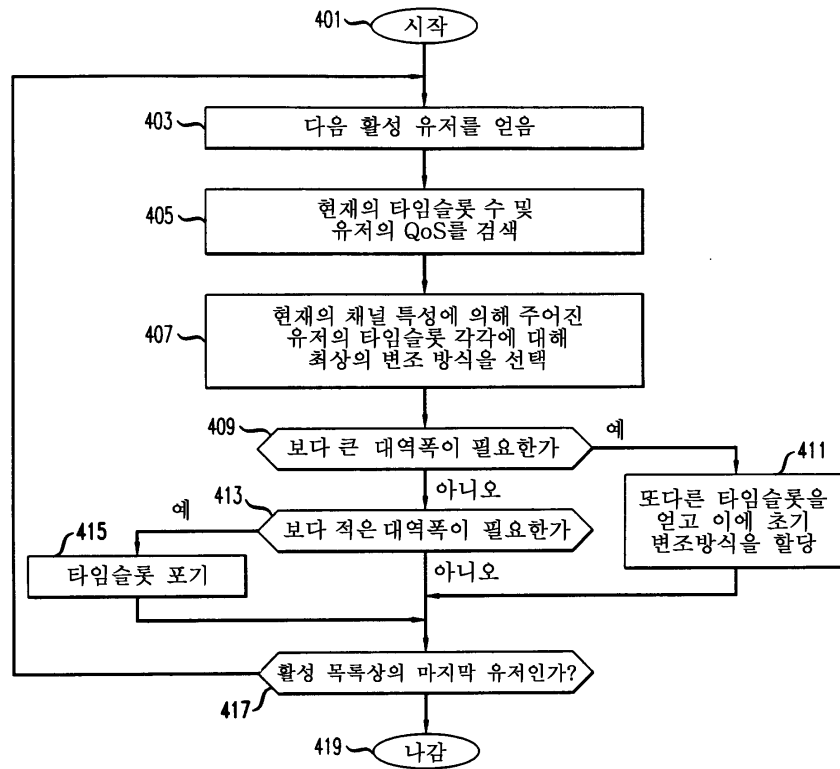 401
시작
403
다음 활성 유저를 얻음
405
현재의 타임슬롯 수 및
유저의 QoS를 검색
407
현재의 채널 특성에 의해 주어진
유저의 타임슬롯 각각에 대해
최상의 변조 방식을 선택
409
보다 큰 대역폭이 필요한가
예
411
또다른 타임슬롯을
얻고 이에 초기
변조방식을 할당
아니오
413
보다 적은 대역폭이 필요한가
예
415
타임슬롯 포기
아니오
활성 목록상의 마지막 유저인가?
417
419
나감